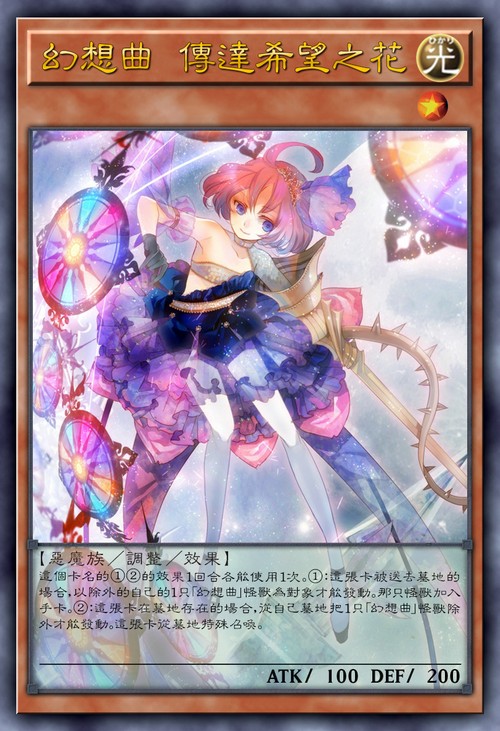 幻想曲　傳達希望之花
ひかり
光
【惡魔族／調整／效果】
這個卡名的①②的效果1回合各能使用1次。①：這張卡被送去墓地的
場合，以除外的自己的1只「幻想曲」怪獸為對象才能發動。那只怪獸加入
手卡。②：這張卡在墓地存在的場合，從自己墓地把1只「幻想曲」怪獸除
外才能發動。這張卡從墓地特殊召喚。
ATK/ 100 DEF/ 200